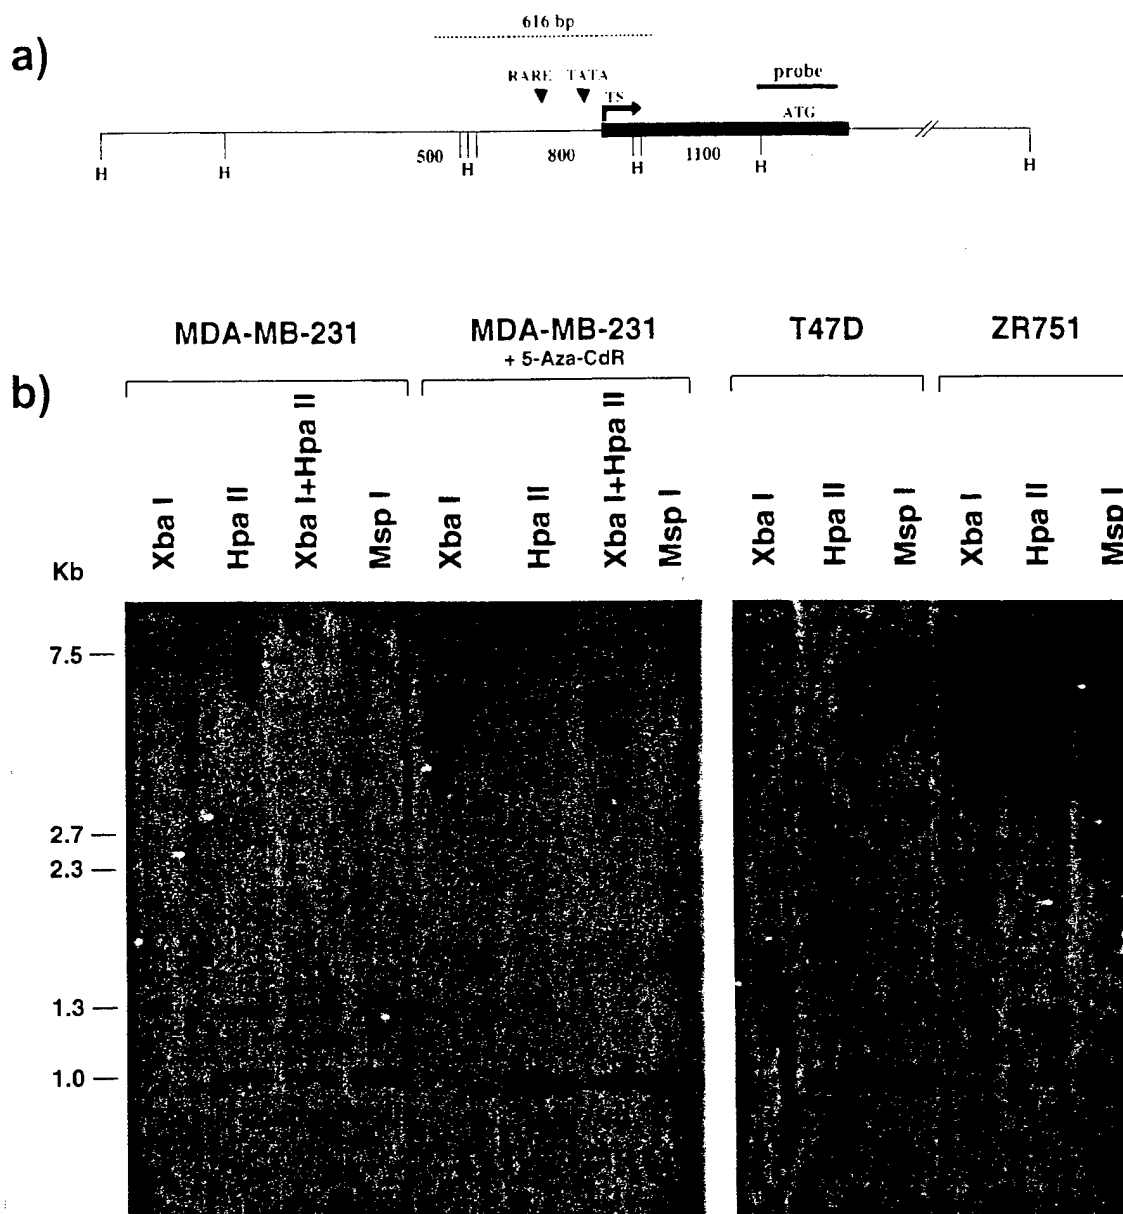 a)
616 bp
RARE TATA
probe
TS
ATG
500 800 1100
H H H H H H
MDA-MB-231 MDA-MB-231 T47D ZR751
+ 5-Aza-CdR
b)
Xba I Hpa II Xba I+Hpa II Msp I Xba I Hpa II Xba I+Hpa II Msp I Xba I Hpa II Msp I Xba I Hpa II Msp I
Kb
7.5
2.7
2.3
1.3
1.0